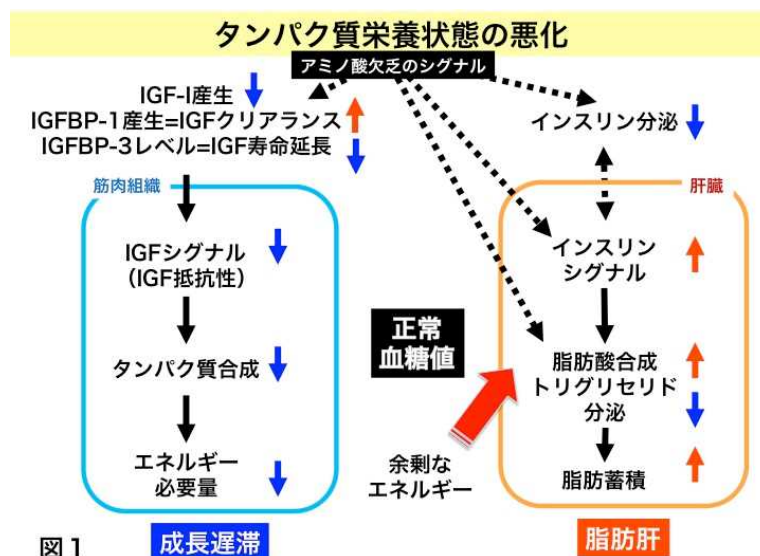 タンパク質栄養状態の悪化
アミノ酸欠乏のシグナル
IGF-I産生
IGFBP-1産生=IGFクリアランス
IGFBP-3レベル=IGF寿命延長
インスリン分泌
筋肉組織
肝臓
IGFシグナル
(IGF抵抗性)
インスリン
シグナル
正常
血糖値
タンパク質合成
脂肪酸合成
トリグリセリド
分泌
エネルギー
必要量
余剰な
エネルギー
脂肪蓄積
図1
成長遅滞
脂肪肝